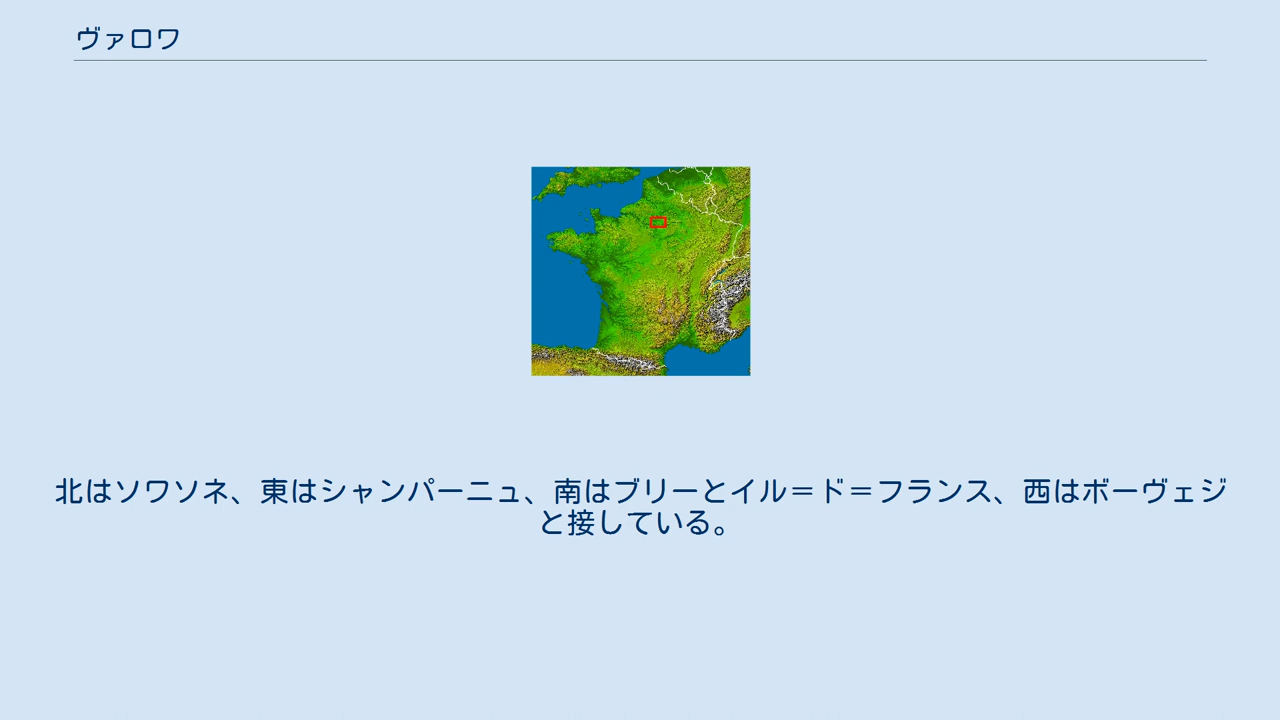 ヴァロワ
北はソワソネ、東はシャンパーニュ、南はブリーとイル＝ド＝フランス、西はボーヴェジ
と接している。